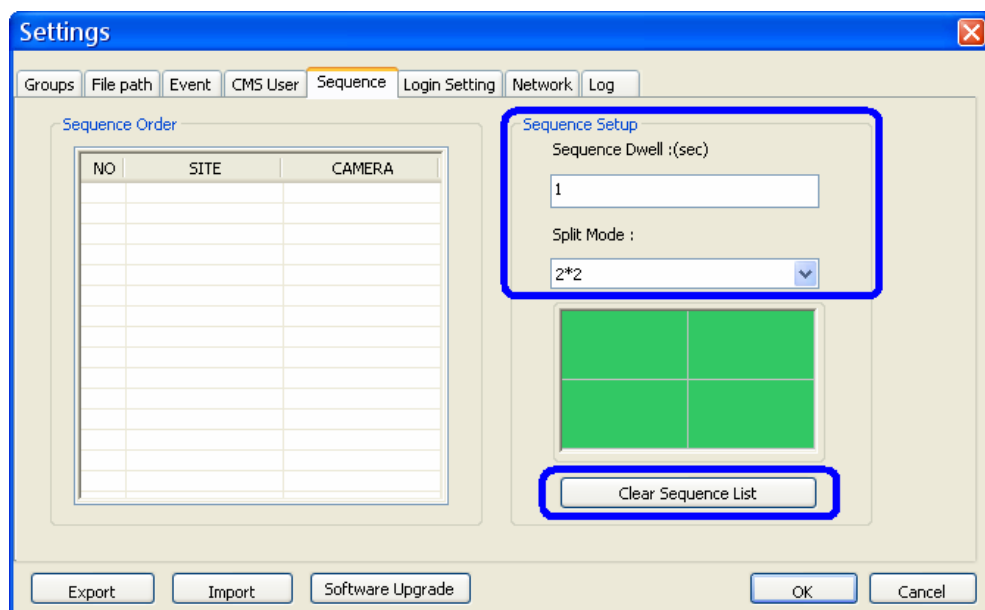 Settings
Groups File path Event CMS User Sequence Login Setting Network Log
Sequence Order
NO SITE CAMERA
Sequence Setup
Sequence Dwell :(sec)
1
Split Mode :
2*2
Clear Sequence List
Export Import Software Upgrade OK Cancel